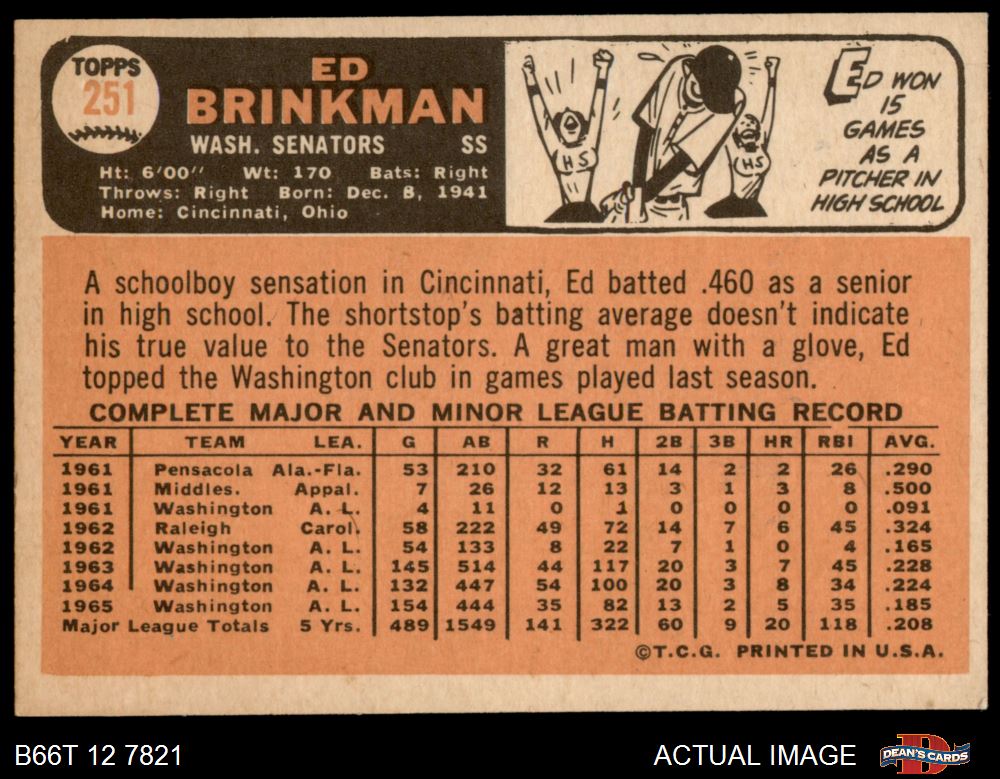 TOPPS
251
ED
BRINKMAN
WASH. SENATORS SS
Ht: 6'00" Wt: 170 Bats: Right
Throws: Right Born: Dec. 8, 1941
Home: Cincinnati, Ohio
HS
HS
ED WON
15
GAMES
AS A
PITCHER IN
HIGH SCHOOL
A schoolboy sensation in Cincinnati, Ed batted .460 as a senior
in high school. The shortstop's batting average doesn't indicate
his true value to the Senators. A great man with a glove, Ed
topped the Washington club in games played last season.
COMPLETE MAJOR AND MINOR LEAGUE BATTING RECORD
YEAR TEAM LEA. G AB R H 2B 3B HR RBI AVG.
1961 Pensacola Ala.-Fla. 53 210 32 61 14 2 2 26 .290
1961 Middles. Appal. 7 26 12 13 3 1 3 8 .500
1961 Washington A. L. 4 11 0 1 0 0 0 0 .091
1962 Raleigh Carol. 58 222 49 72 14 7 6 45 .324
1962 Washington A. L. 54 133 8 22 7 1 0 4 .165
1963 Washington A. L. 145 514 44 117 20 3 7 45 .228
1964 Washington A. L. 132 447 54 100 20 3 8 34 .224
1965 Washington A. L. 154 444 35 82 13 2 5 35 .185
Major League Totals 5 Yrs. 489 1549 141 322 60 9 20 118 .208
©T.C.G. PRINTED IN U.S.A.
B66T 12 7821 ACTUAL IMAGE
DEAN'S CARDS